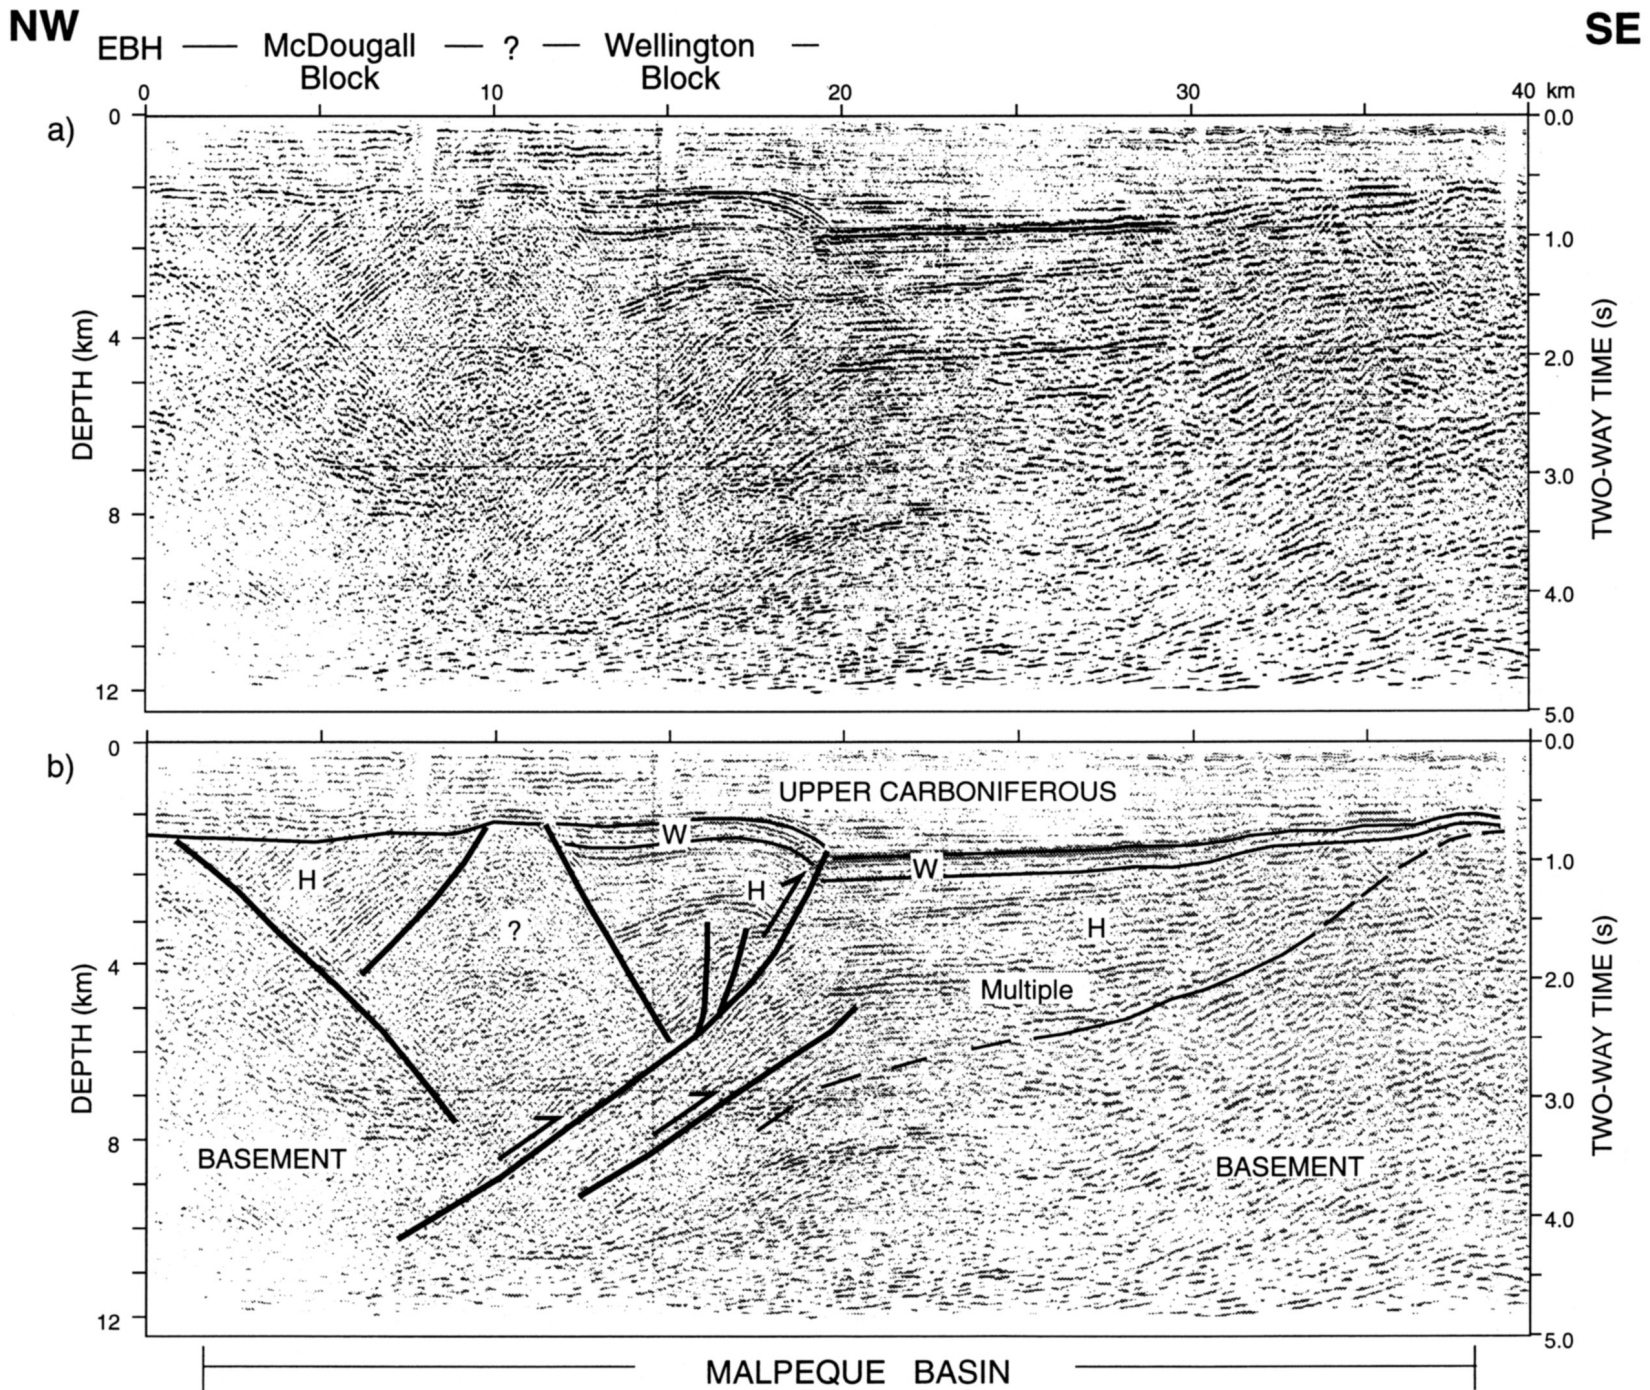 NW
SE
EBH — McDougall — ? — Wellington —
Block Block
0 10 20 30 40 km
a)
0 0.0
1.0
4
2.0
DEPTH (km)
TWO-WAY TIME (s)
3.0
8
4.0
12
5.0
b)
0 0.0
UPPER CARBONIFEROUS
W
1.0
W
H
H
H
?
4
2.0
Multiple
DEPTH (km)
TWO-WAY TIME (s)
3.0
8
BASEMENT
BASEMENT
4.0
12
5.0
MALPEQUE BASIN